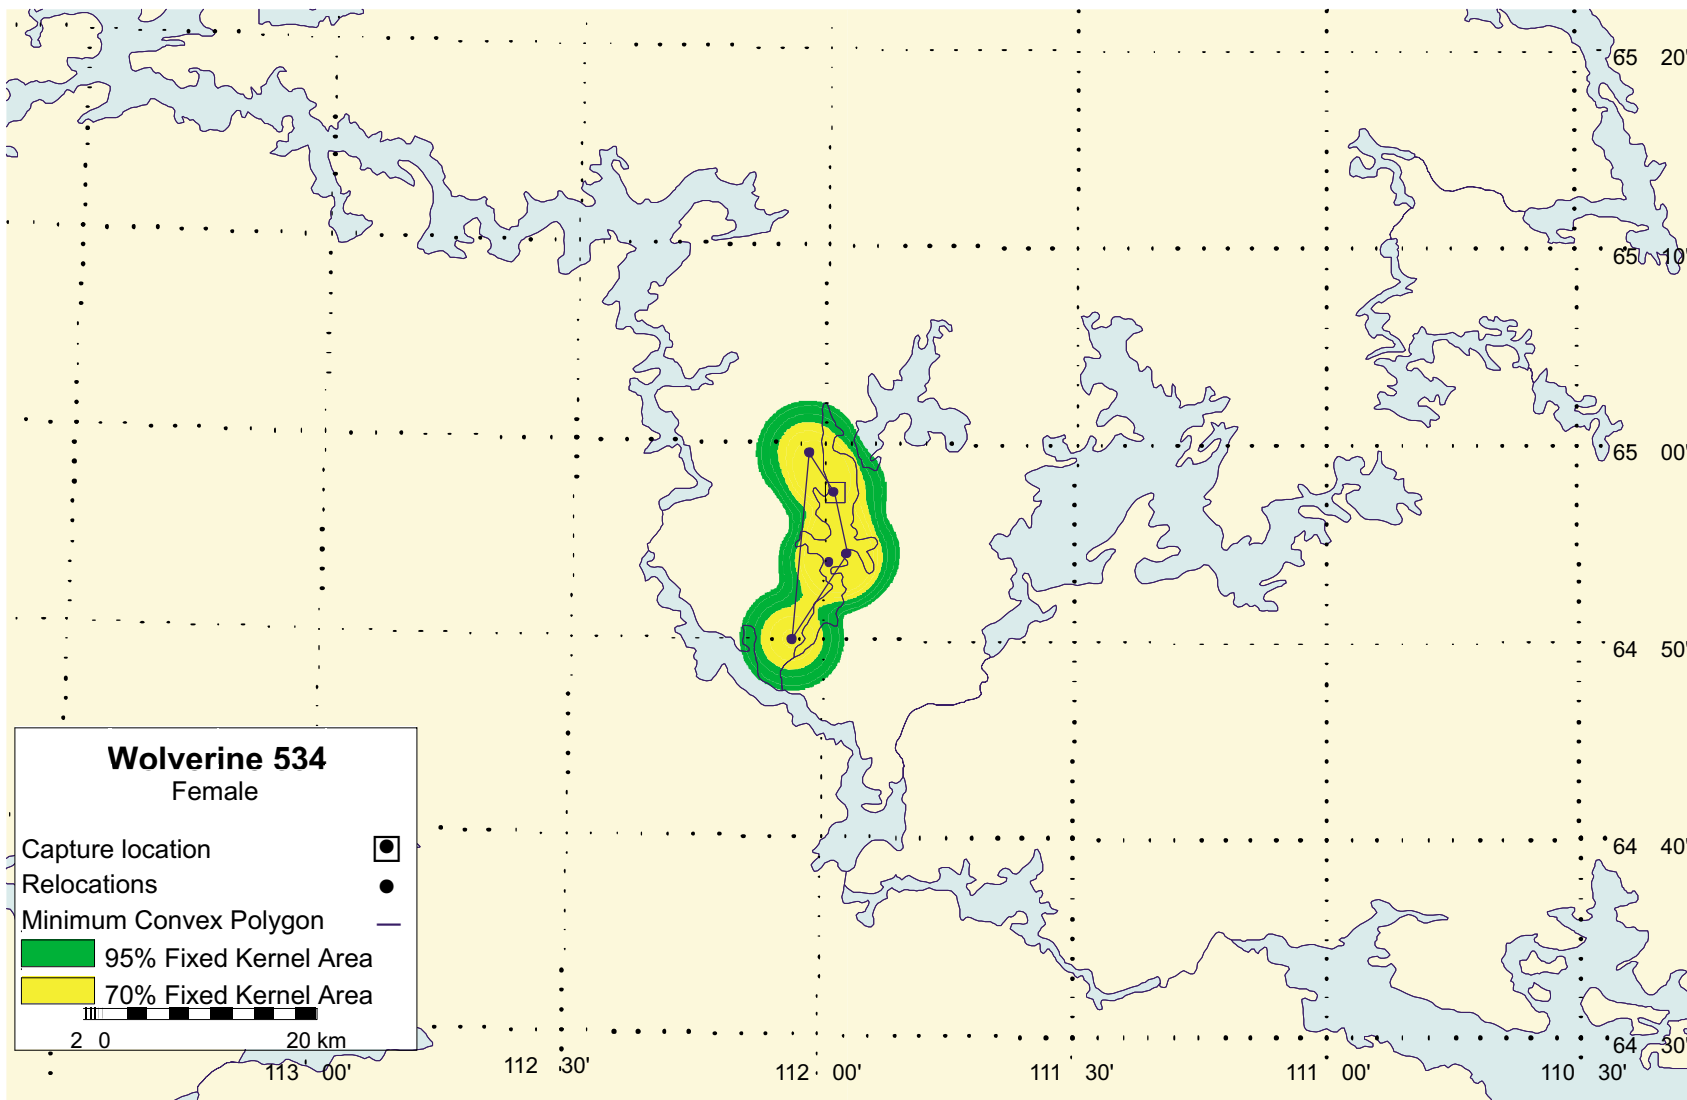 65 20'
65 10'
65 00'
64 50'
64 40'
64 30'
Wolverine 534
Female
Capture location
Relocations
Minimum Convex Polygon
95% Fixed Kernel Area
70% Fixed Kernel Area
2 0 20 km
113 00' 112 30' 112 00' 111 30' 111 00' 110 30'